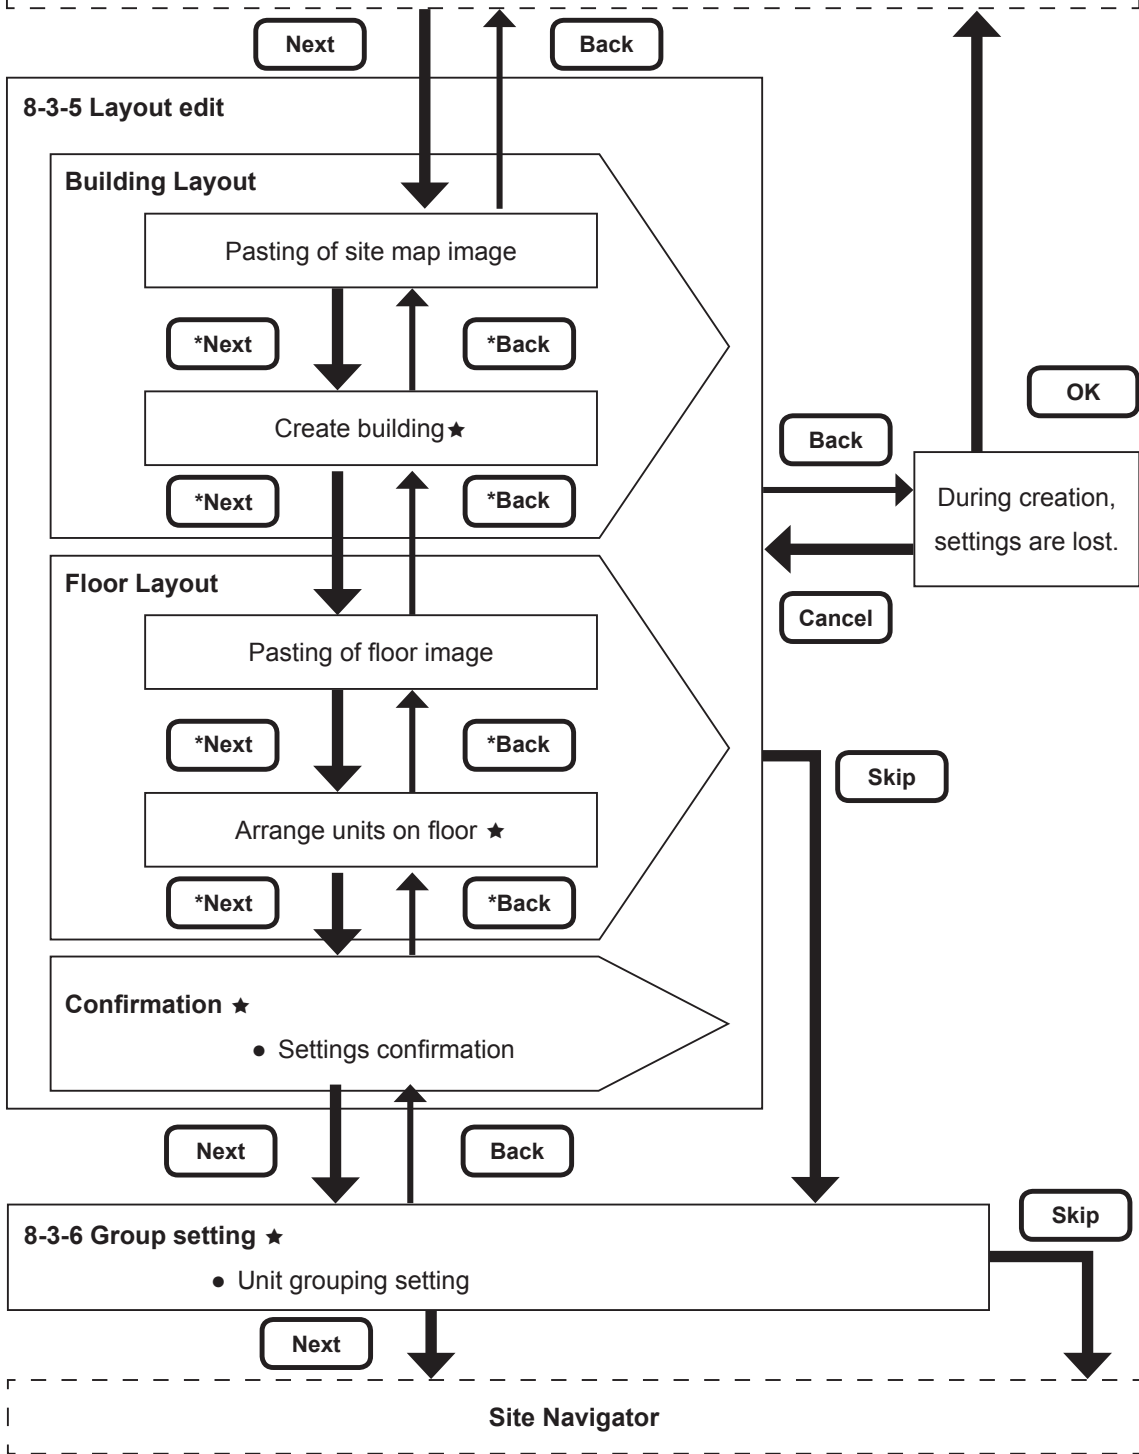 Next
Back
8-3-5 Layout edit
Building Layout
Pasting of site map image
*Next
*Back
OK
Create building★
Back
*Next
*Back
During creation,
settings are lost.
Floor Layout
Cancel
Pasting of floor image
*Next
*Back
Skip
Arrange units on floor ★
*Next
*Back
Confirmation ★
● Settings confirmation
Next
Back
Skip
8-3-6 Group setting ★
● Unit grouping setting
Next
Site Navigator